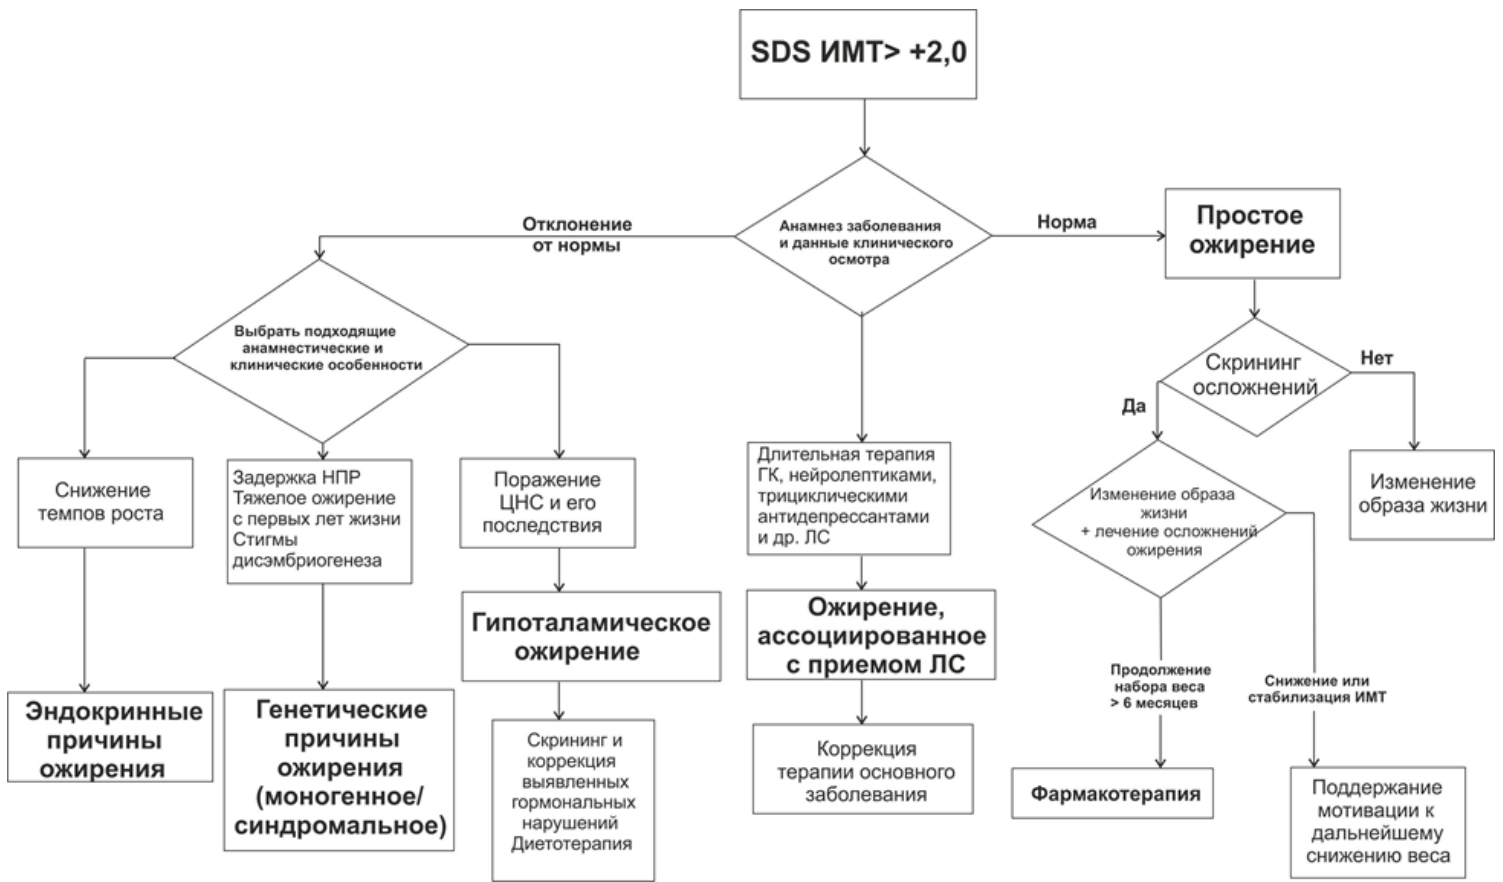 SDS ИМТ> +2,0
Отклонение
от нормы
Анамнез заболевания
и данные клинического
осмотра
Норма
Простое
ожирение
Выбрать подходящие
анамнестические и
клинические особенности
Скрининг
осложнений
Нет
Да
Снижение
темпов роста
Задержка НПР
Тяжелое ожирение
с первых лет жизни
Стигмы
дисэмбриогенеза
Поражение
ЦНС и его
последствия
Длительная терапия
ГК, нейролептиками,
трициклическими
антидепрессантами
и др. ЛС
Изменение образа
жизни
+ лечение осложнений
ожирения
Изменение
образа жизни
Гипоталамическое
ожирение
Ожирение,
ассоциированное
с приемом ЛС
Продолжение
набора веса
> 6 месяцев
Снижение или
стабилизация ИМТ
Эндокринные
причины
ожирения
Генетические
причины
ожирения
(моногенное/
синдромальное)
Скрининг и
коррекция
выявленных
гормональных
нарушений
Диетотерапия
Коррекция
терапии основного
заболевания
Фармакотерапия
Поддержание
мотивации к
дальнейшему
снижению веса